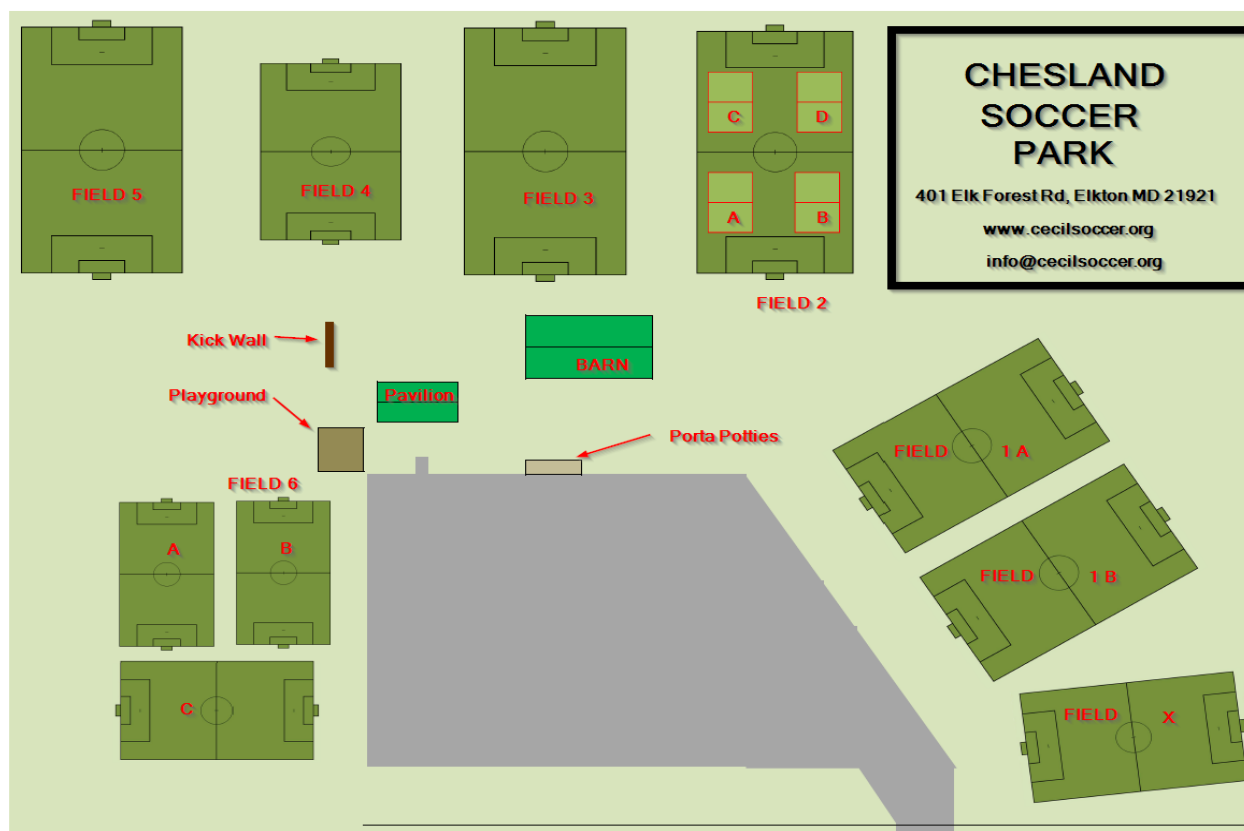 CHESLAND
SOCCER
PARK
401 Elk Forest Rd, Elkton MD 21921
www.cecilsoccer.org
info@cecilsoccer.org
FIELD 5
FIELD 4
FIELD 3
C
D
A
B
FIELD 2
Kick Wall
BARN
Playground
Pavilion
Porta Potties
FIELD 1 A
FIELD 6
A
B
FIELD 1 B
C
FIELD X